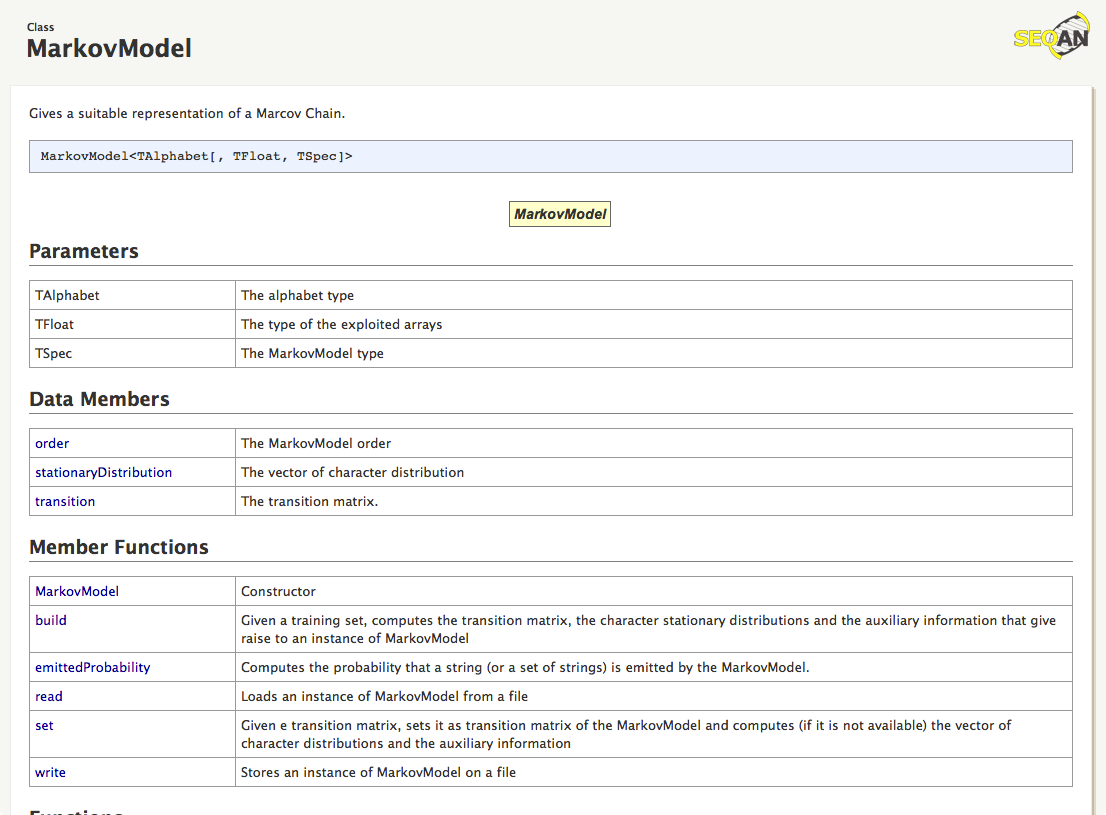 Class
MarkovModel
SEQAN
Gives a suitable representation of a Marcov Chain.
MarkovModel<TAlphabet[, TFloat, TSpec]>
MarkovModel
Parameters
TAlphabet The alphabet type
TFloat The type of the exploited arrays
TSpec The MarkovModel type
Data Members
order The MarkovModel order
stationaryDistribution The vector of character distribution
transition The transition matrix.
Member Functions
MarkovModel Constructor
build Given a training set, computes the transition matrix, the character stationary distributions and the auxiliary information that give
raise to an instance of MarkovModel
emittedProbability Computes the probability that a string (or a set of strings) is emitted by the MarkovModel.
read Loads an instance of MarkovModel from a file
set Given e transition matrix, sets it as transition matrix of the MarkovModel and computes (if it is not available) the vector of
character distributions and the auxiliary information
write Stores an instance of MarkovModel on a file
Functions